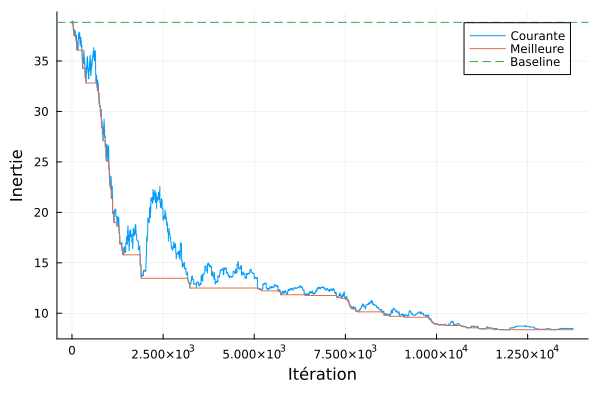 Courante
Meilleure
Baseline
35
30
25
20
15
10
Inertie
0
2.500×10³
5.000×10³
7.500×10³
1.000×10⁴
1.250×10⁴
Itération